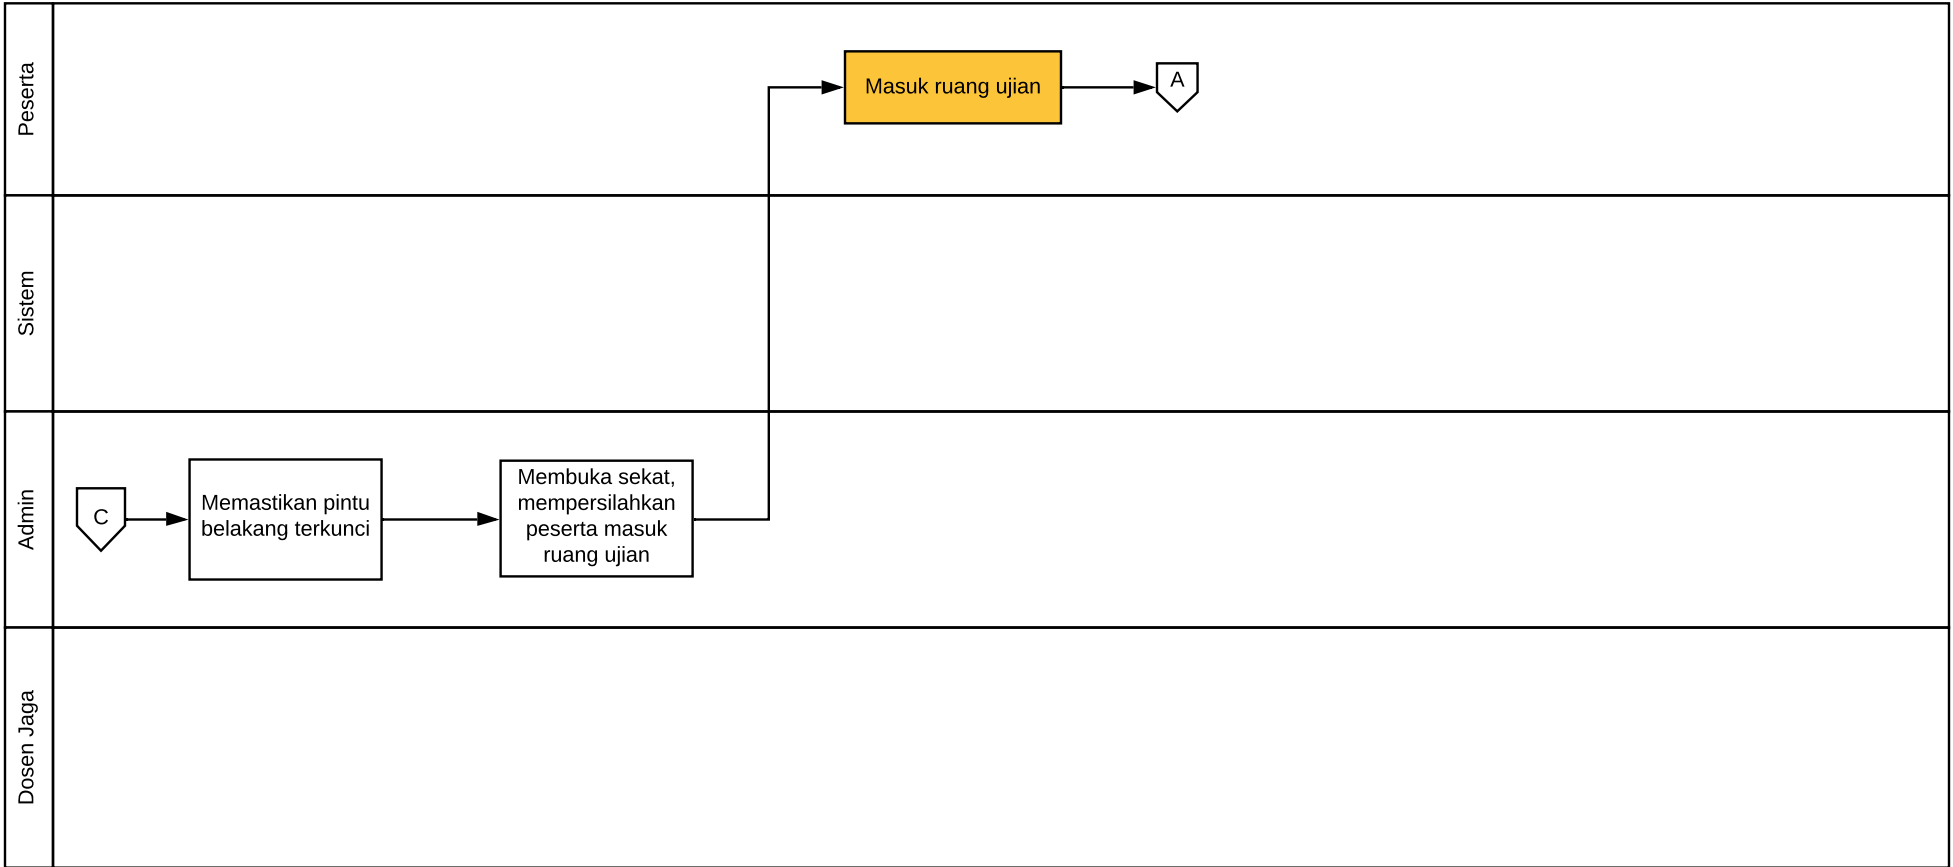 Peserta
Masuk ruang ujian
A
Sistem
Admin
C
Memastikan pintu
belakang terkunci
Membuka sekat,
mempersilahkan
peserta masuk
ruang ujian
Dosen Jaga